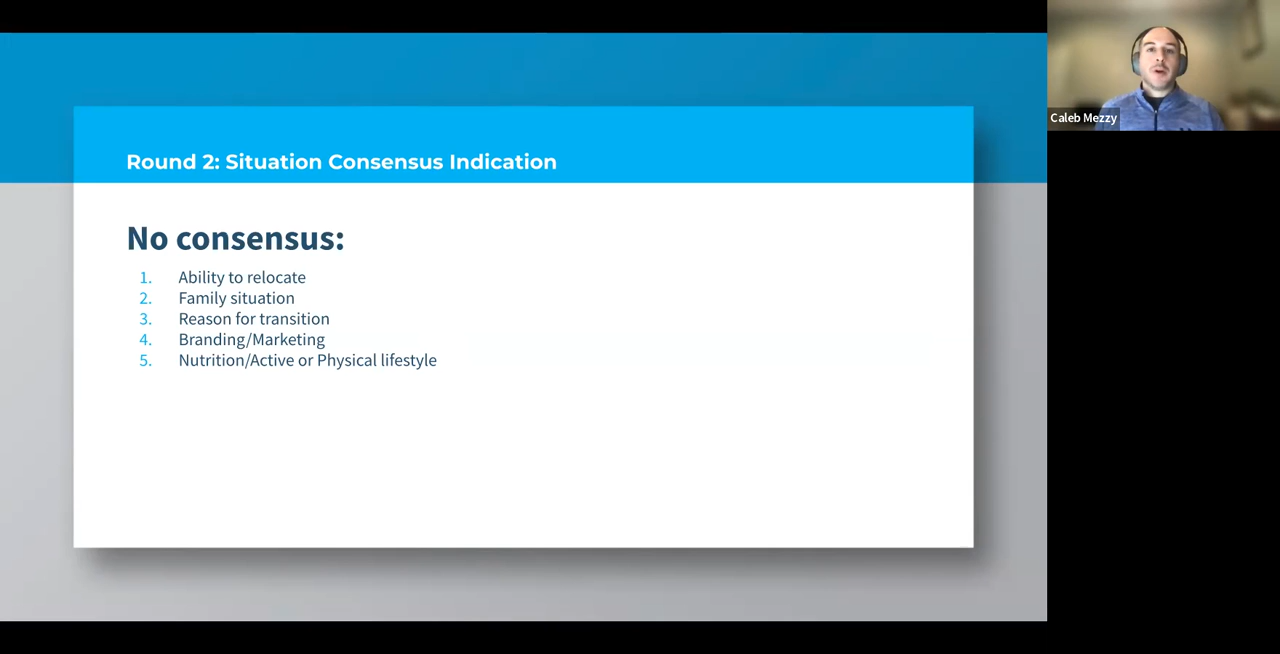 Round 2: Situation Consensus Indication
No consensus:
1. Ability to relocate
2. Family situation
3. Reason for transition
4. Branding/Marketing
5. Nutrition/Active or Physical lifestyle
Caleb Mezzy